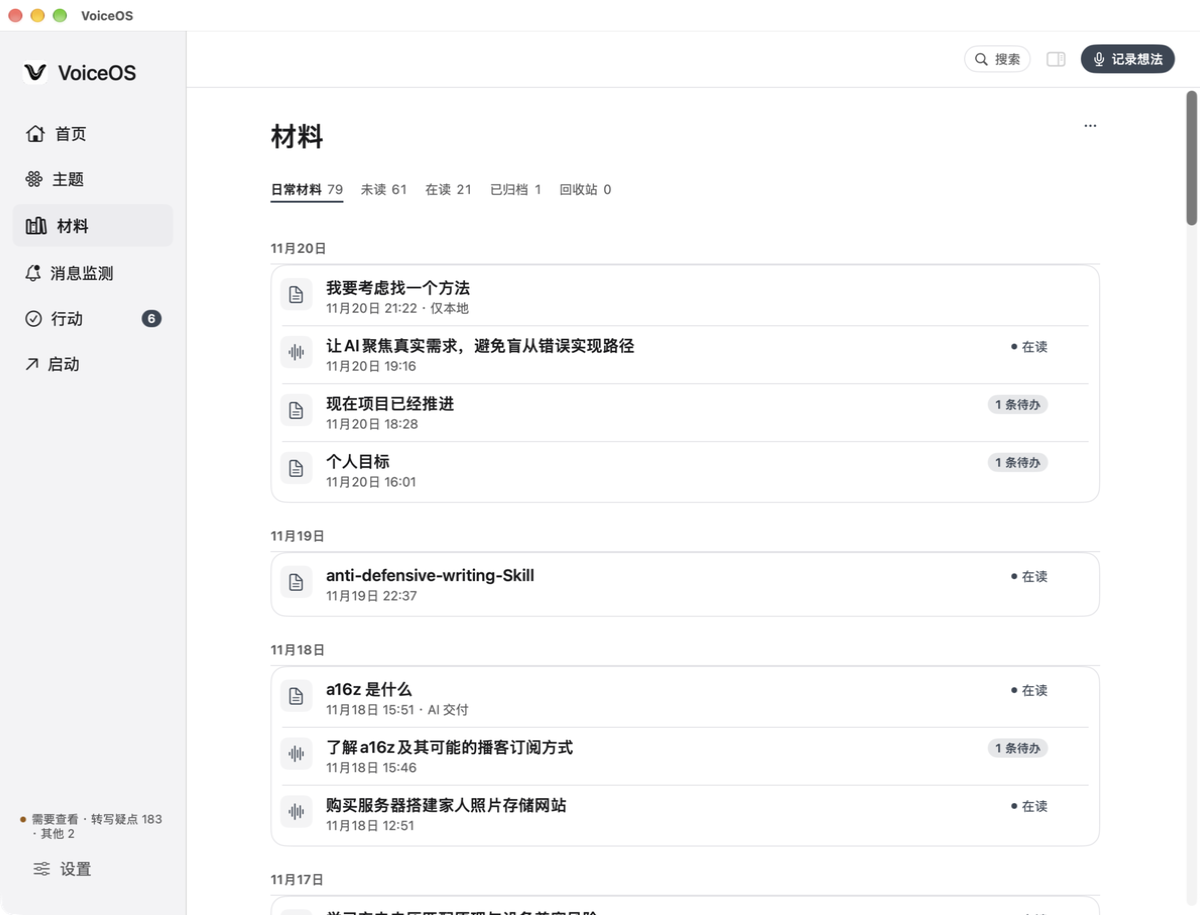 VoiceOS
VoiceOS
搜索
记录想法
首页
主题
材料
消息监测
行动 6
启动
需要查看 · 转写疑点 183
· 其他 2
设置
材料
...
日常材料 79 未读 61 在读 21 已归档 1 回收站 0
11月20日
我要考虑找一个方法
11月20日 21:22 · 仅本地
让AI聚焦真实需求，避免盲从错误实现路径
• 在读
11月20日 19:16
现在项目已经推进
1 条待办
11月20日 18:28
个人目标
1 条待办
11月20日 16:01
11月19日
anti-defensive-writing-Skill
• 在读
11月19日 22:37
11月18日
a16z 是什么
• 在读
11月18日 15:51 · AI 交付
了解a16z及其可能的播客订阅方式
1 条待办
11月18日 15:46
购买服务器搭建家人照片存储网站
• 在读
11月18日 12:51
11月17日